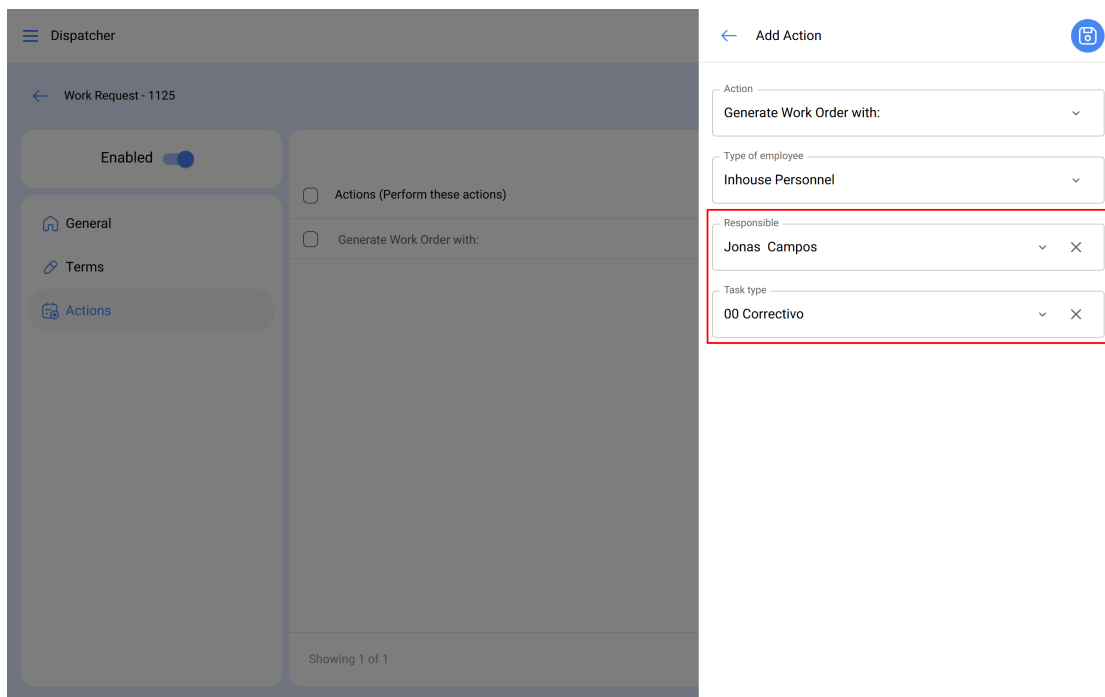 Dispatcher
Work Request - 1125
Enabled
General
Terms
Actions
Actions (Perform these actions)
Generate Work Order with:
Showing 1 of 1
Add Action
Action
Generate Work Order with:
Type of employee
Inhouse Personnel
Responsible
Jonas  Campos
Task type
00 Correctivo